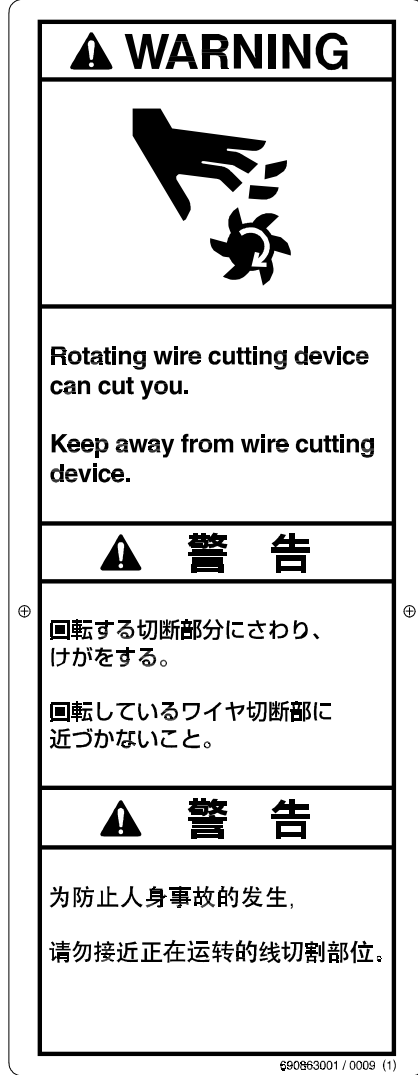 WARNING
Rotating wire cutting device
can cut you.
Keep away from wire cutting
device.
警 告
回転する切断部分にさわり、
けがをする。
回転しているワイヤ切断部に
近づかないこと。
警 告
为防止人身事故的发生,
请勿接近正在运转的线切割部位。
690863001 / 0009 (1)